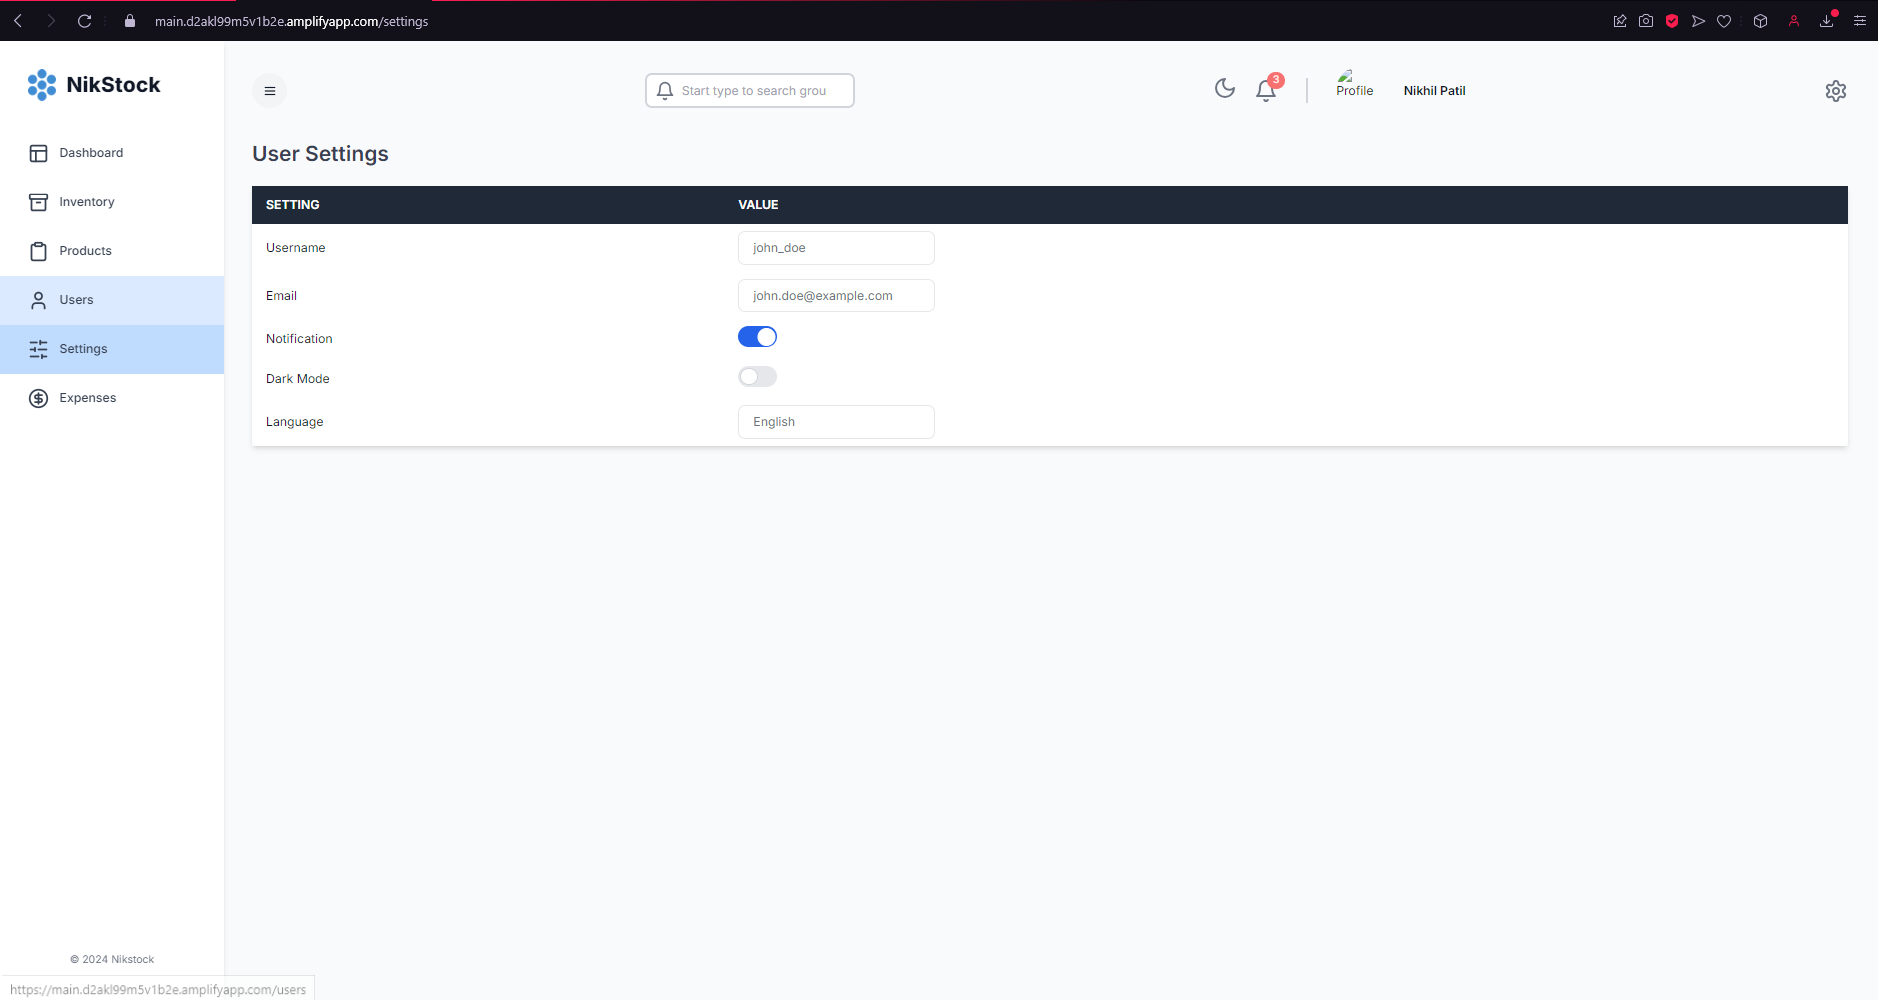 main.d2akl99m5v1b2e.amplifyapp.com/settings
NikStock
Start type to search grou
3
Profile
Nikhil Patil
Dashboard
Inventory
Products
Users
Settings
Expenses
User Settings
SETTING VALUE
Username john_doe
Email john.doe@example.com
Notification
Dark Mode
Language English
© 2024 Nikstock
https://main.d2akl99m5v1b2e.amplifyapp.com/users